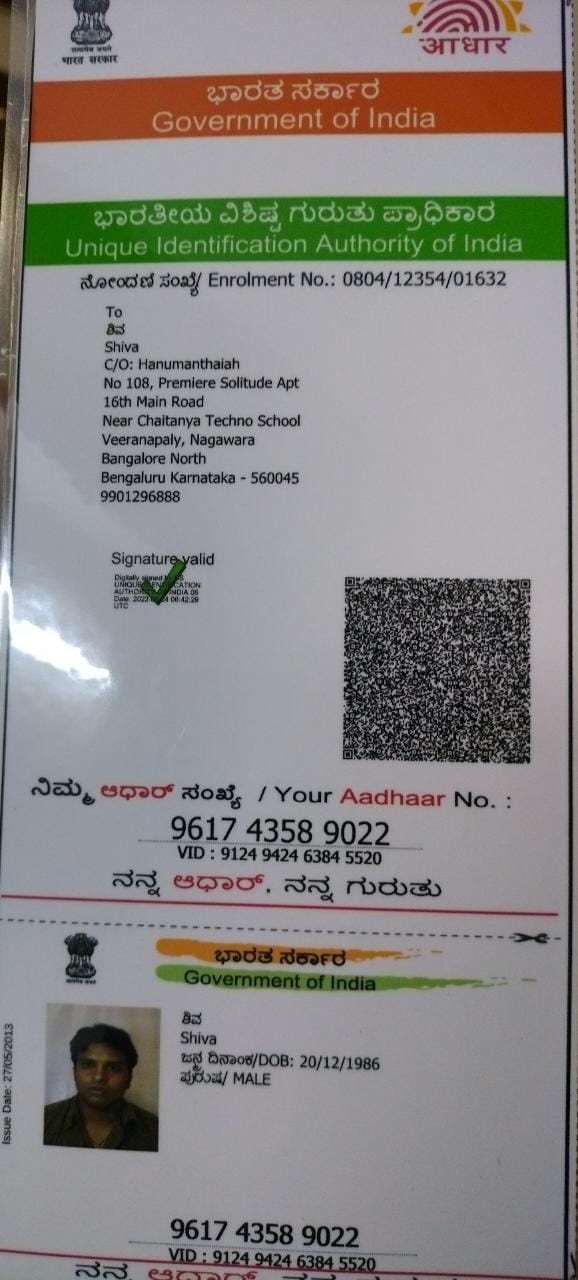 सत्यमेव जयते
भारत सरकार
आधार
ಭಾರತ ಸರ್ಕಾರ
Government of India
ಭಾರತೀಯ ವಿಶಿಷ್ಟ ಗುರುತು ಪ್ರಾಧಿಕಾರ
Unique Identification Authority of India
ನೋಂದಣಿ ಸಂಖ್ಯೆ/ Enrolment No.: 0804/12354/01632
To
ಶಿವ
Shiva
C/O: Hanumanthaiah
No 108, Premiere Solutide Apt
16th Main Road
Near Chaitanya Techno School
Veeranapaly, Nagawara
Bangalore North
Bengaluru Karnataka - 560045
9901296888
Signature valid
Digitally signed by DS
UNIQUE IDENTIFICATION
AUTHORITY OF INDIA 05
Date: 2023 08:42:29
UTC
ನಿಮ್ಮ ಆಧಾರ್ ಸಂಖ್ಯೆ / Your Aadhaar No. :
9617 4358 9022
VID : 9124 9424 6384 5520
ನನ್ನ ಆಧಾರ್, ನನ್ನ ಗುರುತು
ಭಾರತ ಸರ್ಕಾರ
Government of India
Issue Date: 27/05/2013
ಶಿವ
Shiva
ಜನ್ಮ ದಿನಾಂಕ/DOB: 20/12/1986
ಪುರುಷ/ MALE
9617 4358 9022
VID : 9124 9424 6384 5520
ನನ್ನ ಆಧಾರ್